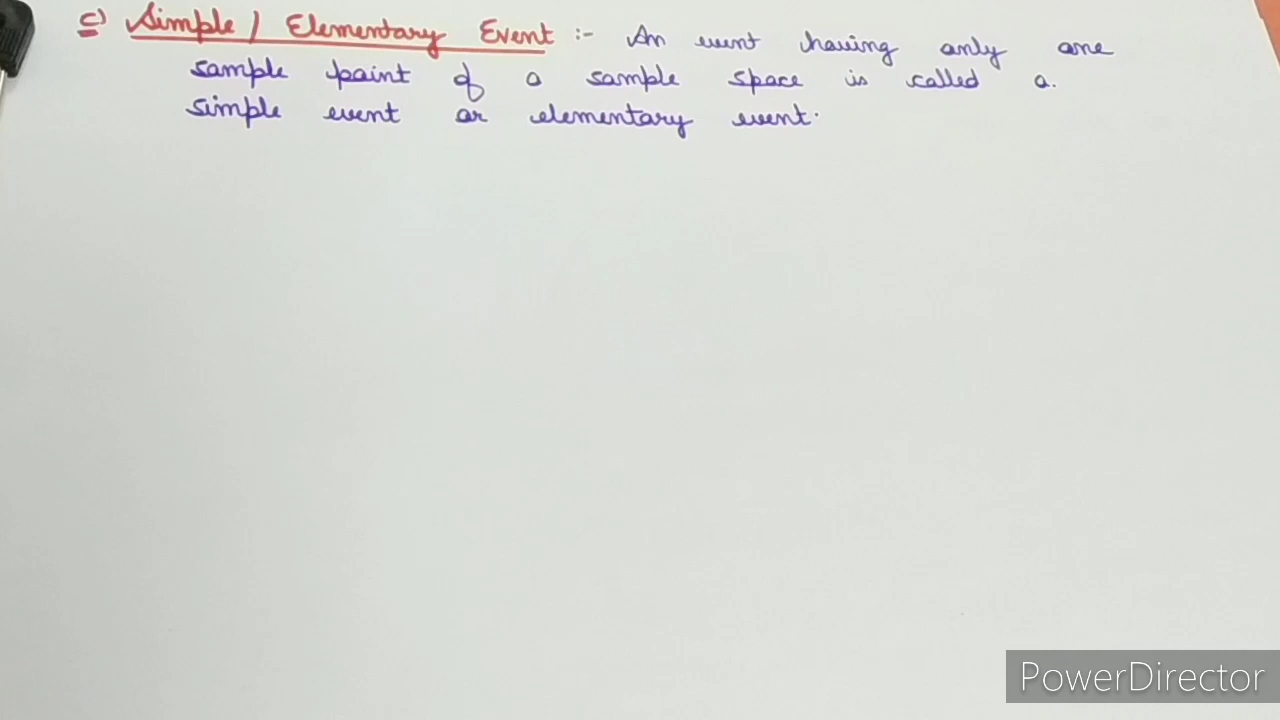 c) Simple / Elementary Event :- An event having only one
sample point of a sample space is called a.
simple event or elementary event.
PowerDirector